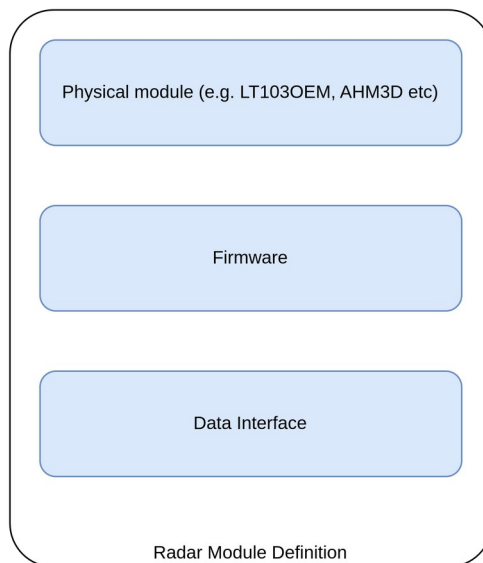 Physical module (e.g. LT103OEM, AHM3D etc)
Firmware
Data Interface
Radar Module Definition